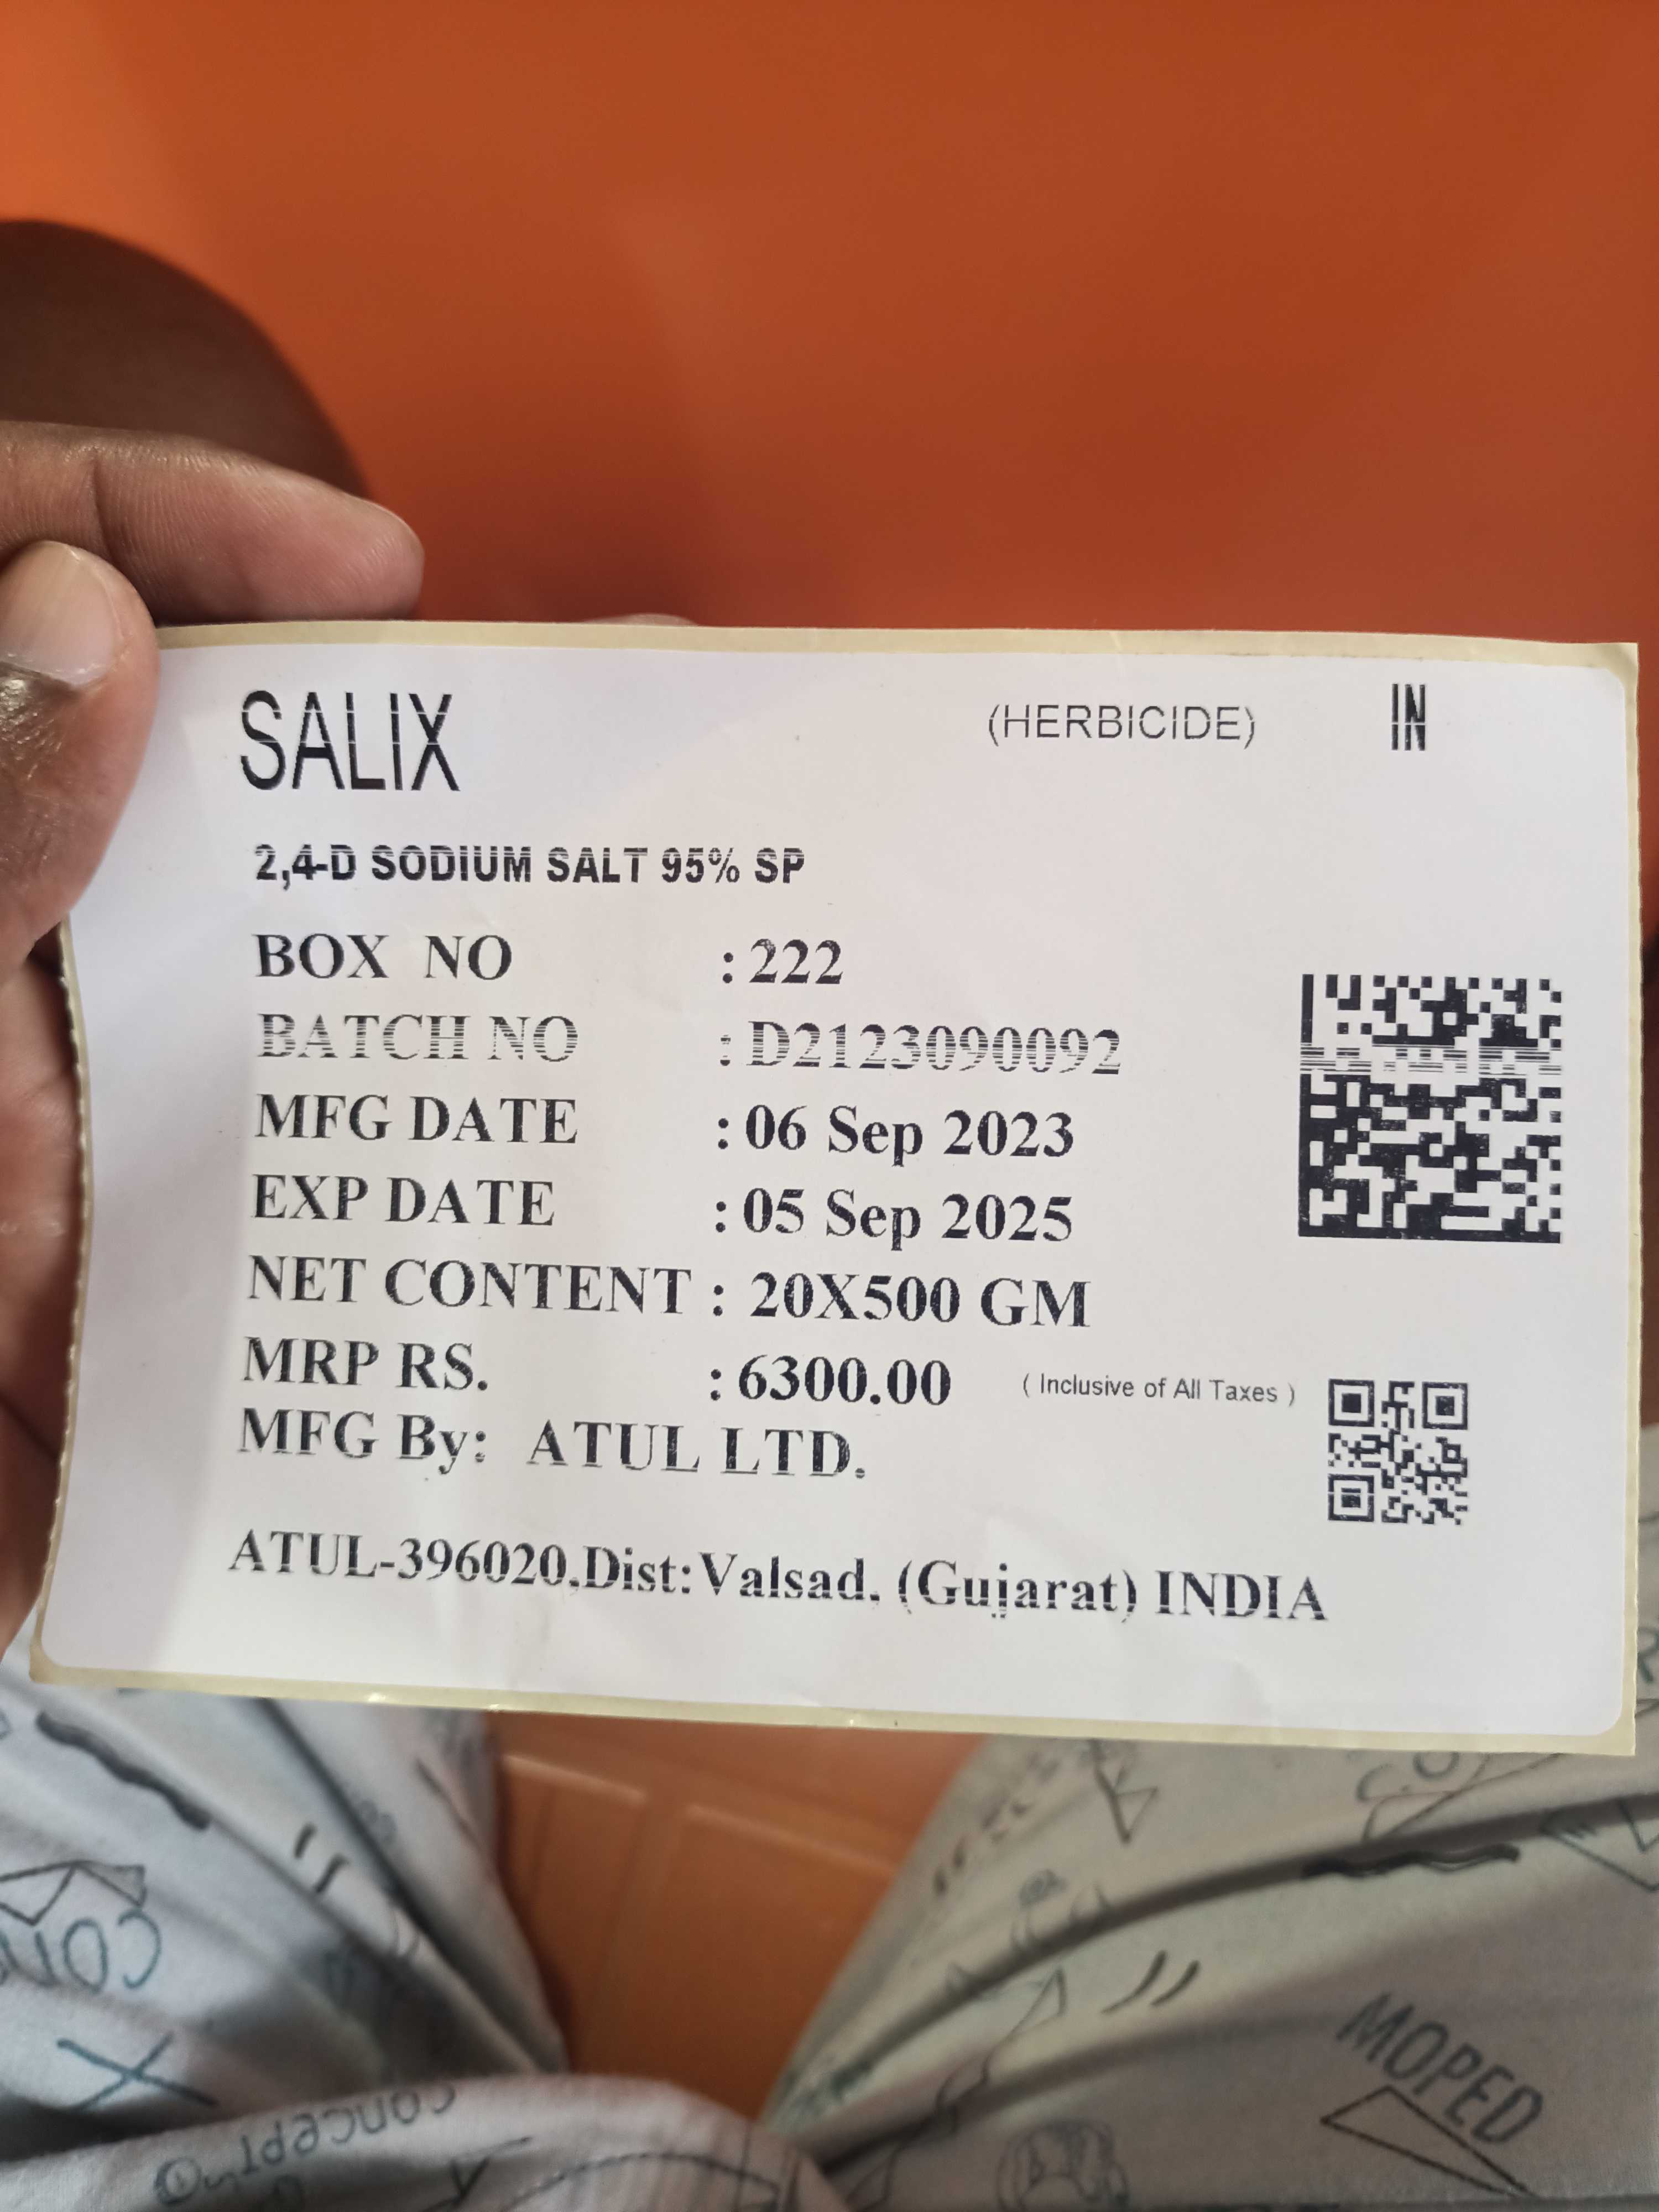 SALIX (HERBICIDE) IN
2,4-D SODIUM SALT 95% SP
BOX NO : 222
BATCH NO : D2123090092
MFG DATE : 06 Sep 2023
EXP DATE : 05 Sep 2025
NET CONTENT : 20X500 GM
MRP RS. : 6300.00 ( Inclusive of All Taxes )
MFG By: ATUL LTD.
ATUL-396020,Dist:Valsad. (Gujarat) INDIA
MOPED
concept